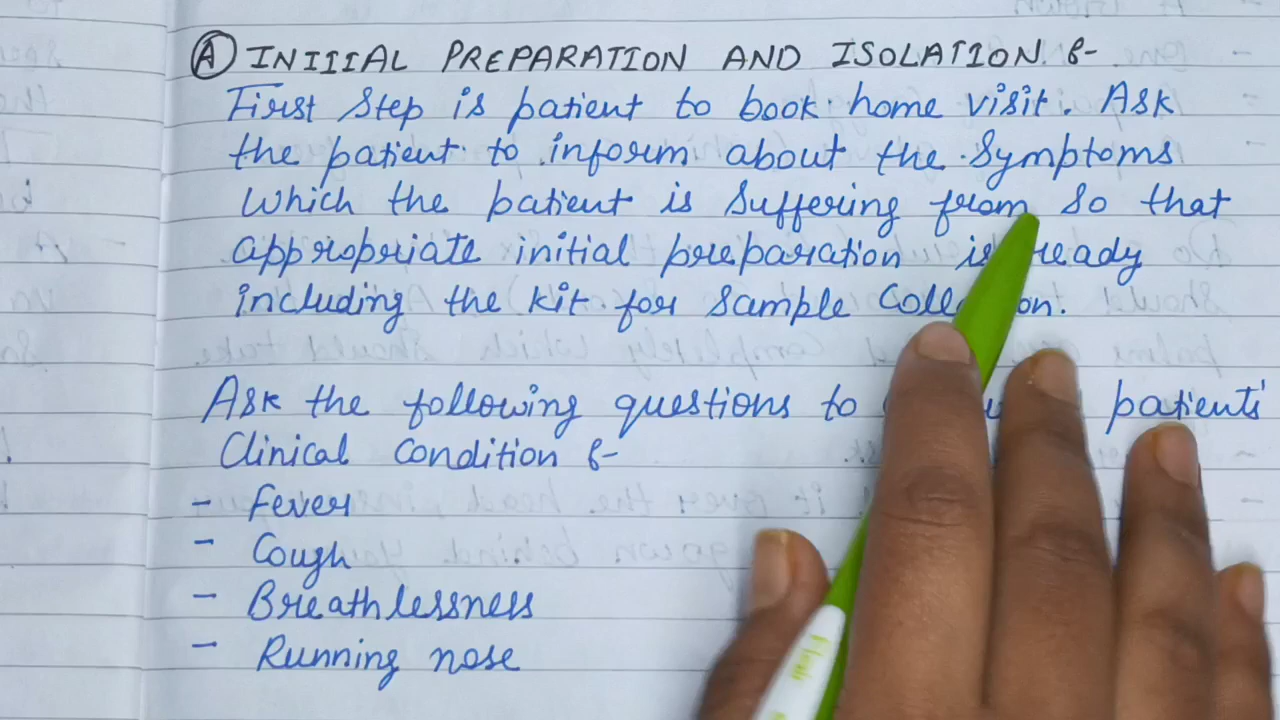 Ⓐ INITIAL PREPARATION AND ISOLATION :-
First Step is patient to book home visit. Ask
the patient to inform about the Symptoms
Which the patient is suffering from So that
appropriate initial preparation is ready
including the kit for Sample
Ask the following questions to patient's
Clinical Condition :-
- Fever
- Cough
- Breathlessness
- Running nose
Flair